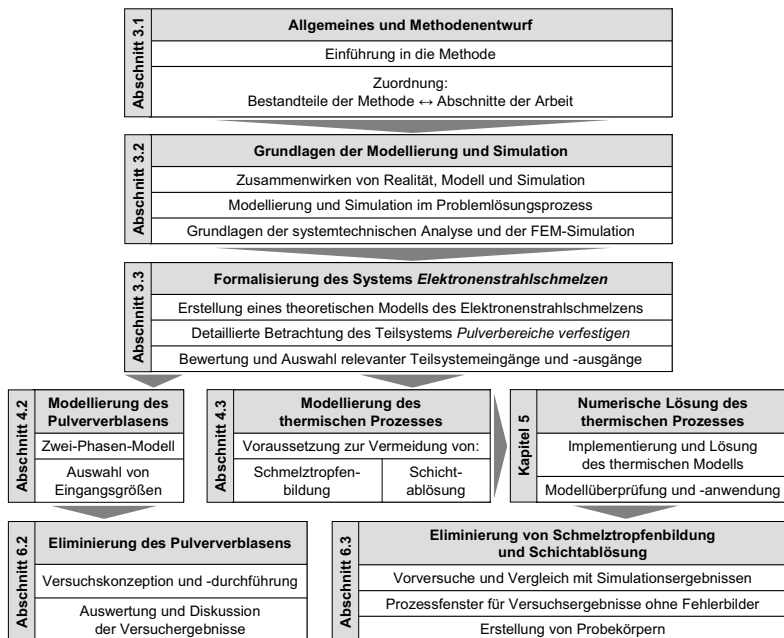 Abschnitt 3.1
Allgemeines und Methodenentwurf
Einführung in die Methode
Zuordnung:
Bestandteile der Methode ↔ Abschnitte der Arbeit
Abschnitt 3.2
Grundlagen der Modellierung und Simulation
Zusammenwirken von Realität, Modell und Simulation
Modellierung und Simulation im Problemlösungsprozess
Grundlagen der systemtechnischen Analyse und der FEM-Simulation
Abschnitt 3.3
Formalisierung des Systems Elektronenstrahlschmelzen
Erstellung eines theoretischen Modells des Elektronenstrahlschmelzens
Detaillierte Betrachtung des Teilsystems Pulverbereiche verfestigen
Bewertung und Auswahl relevanter Teilsystemeingänge und -ausgänge
Abschnitt 4.2
Modellierung des
Pulververblasens
Zwei-Phasen-Modell
Auswahl von
Eingangsgrößen
Abschnitt 4.3
Modellierung des
thermischen Prozesses
Voraussetzung zur Vermeidung von:
Schmelztropfen-
bildung
Schicht-
ablösung
Kapitel 5
Numerische Lösung des
thermischen Prozesses
Implementierung und Lösung
des thermischen Modells
Modellüberprüfung und -anwendung
Abschnitt 6.2
Eliminierung des Pulververblasens
Versuchskonzeption und -durchführung
Auswertung und Diskussion
der Versuchergebnisse
Abschnitt 6.3
Eliminierung von Schmelztropfenbildung
und Schichtablösung
Vorversuche und Vergleich mit Simulationsergebnissen
Prozessfenster für Versuchsergebnisse ohne Fehlerbilder
Erstellung von Probekörpern